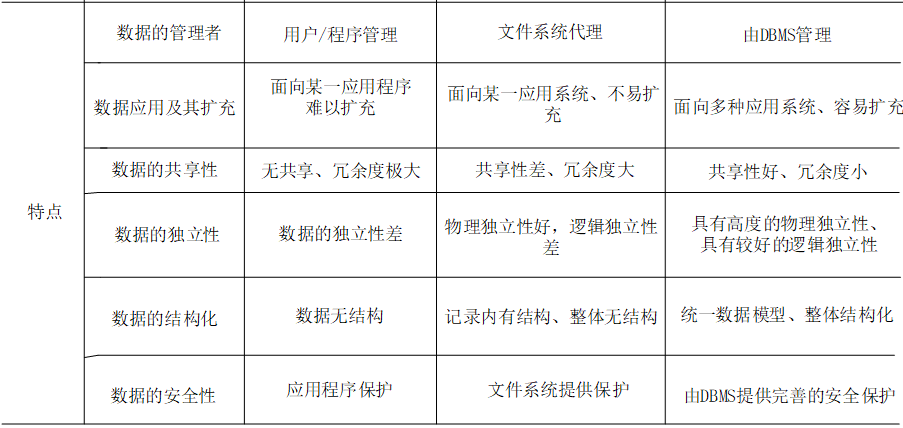 特点
数据的管理者
用户/程序管理
文件系统代理
由DBMS管理
数据应用及其扩充
面向某一应用程序
难以扩充
面向某一应用系统、不易扩
充
面向多种应用系统、容易扩充
数据的共享性
无共享、冗余度极大
共享性差、冗余度大
共享性好、冗余度小
数据的独立性
数据的独立性差
物理独立性好，逻辑独立性
差
具有高度的物理独立性、
具有较好的逻辑独立性
数据的结构化
数据无结构
记录内有结构、整体无结构
统一数据模型、整体结构化
数据的安全性
应用程序保护
文件系统提供保护
由DBMS提供完善的安全保护